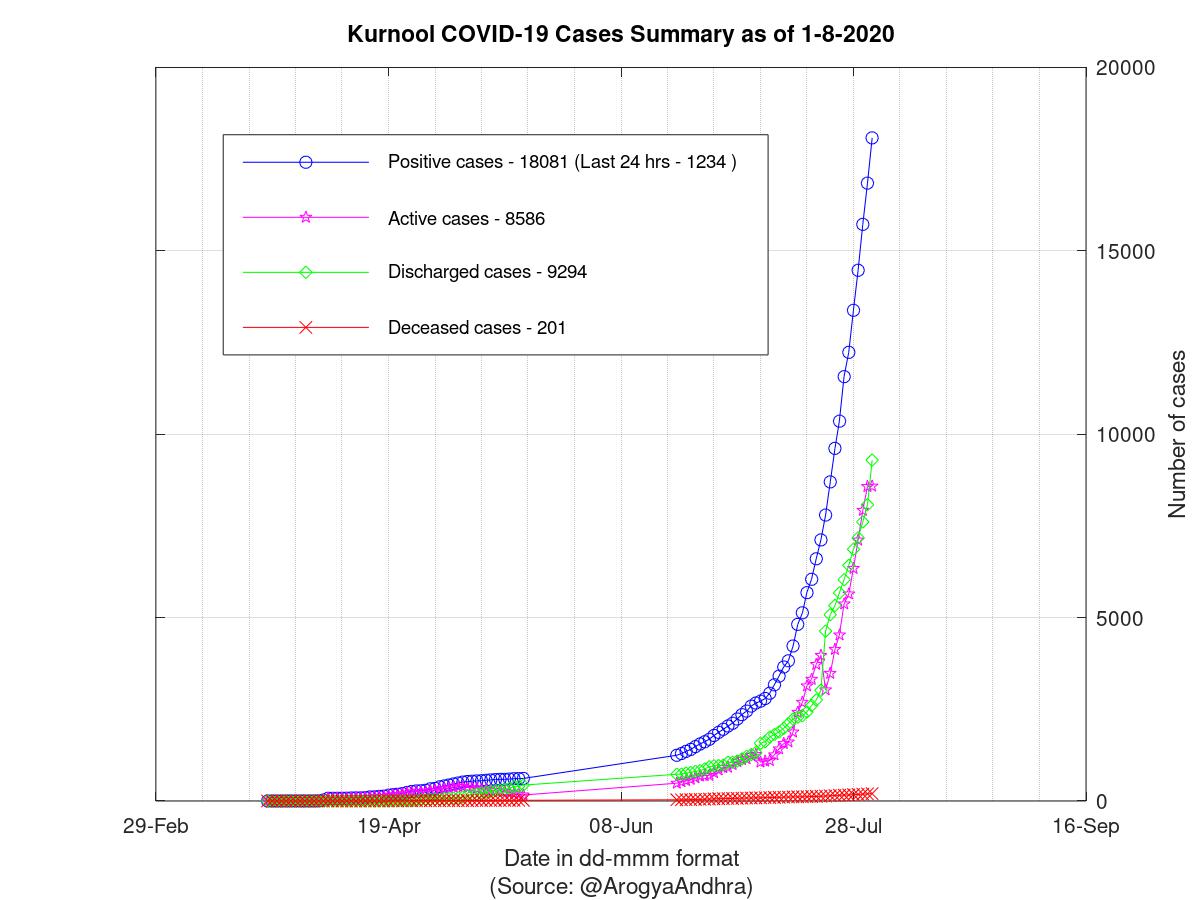 Kurnool COVID-19 Cases Summary as of 1-8-2020
20000
Positive cases - 18081 (Last 24 hrs - 1234 )
Active cases - 8586
15000
Discharged cases - 9294
Deceased cases - 201
10000
Number of cases
5000
0
29-Feb 19-Apr 08-Jun 28-Jul 16-Sep
Date in dd-mmm format
(Source: @ArogyaAndhra)